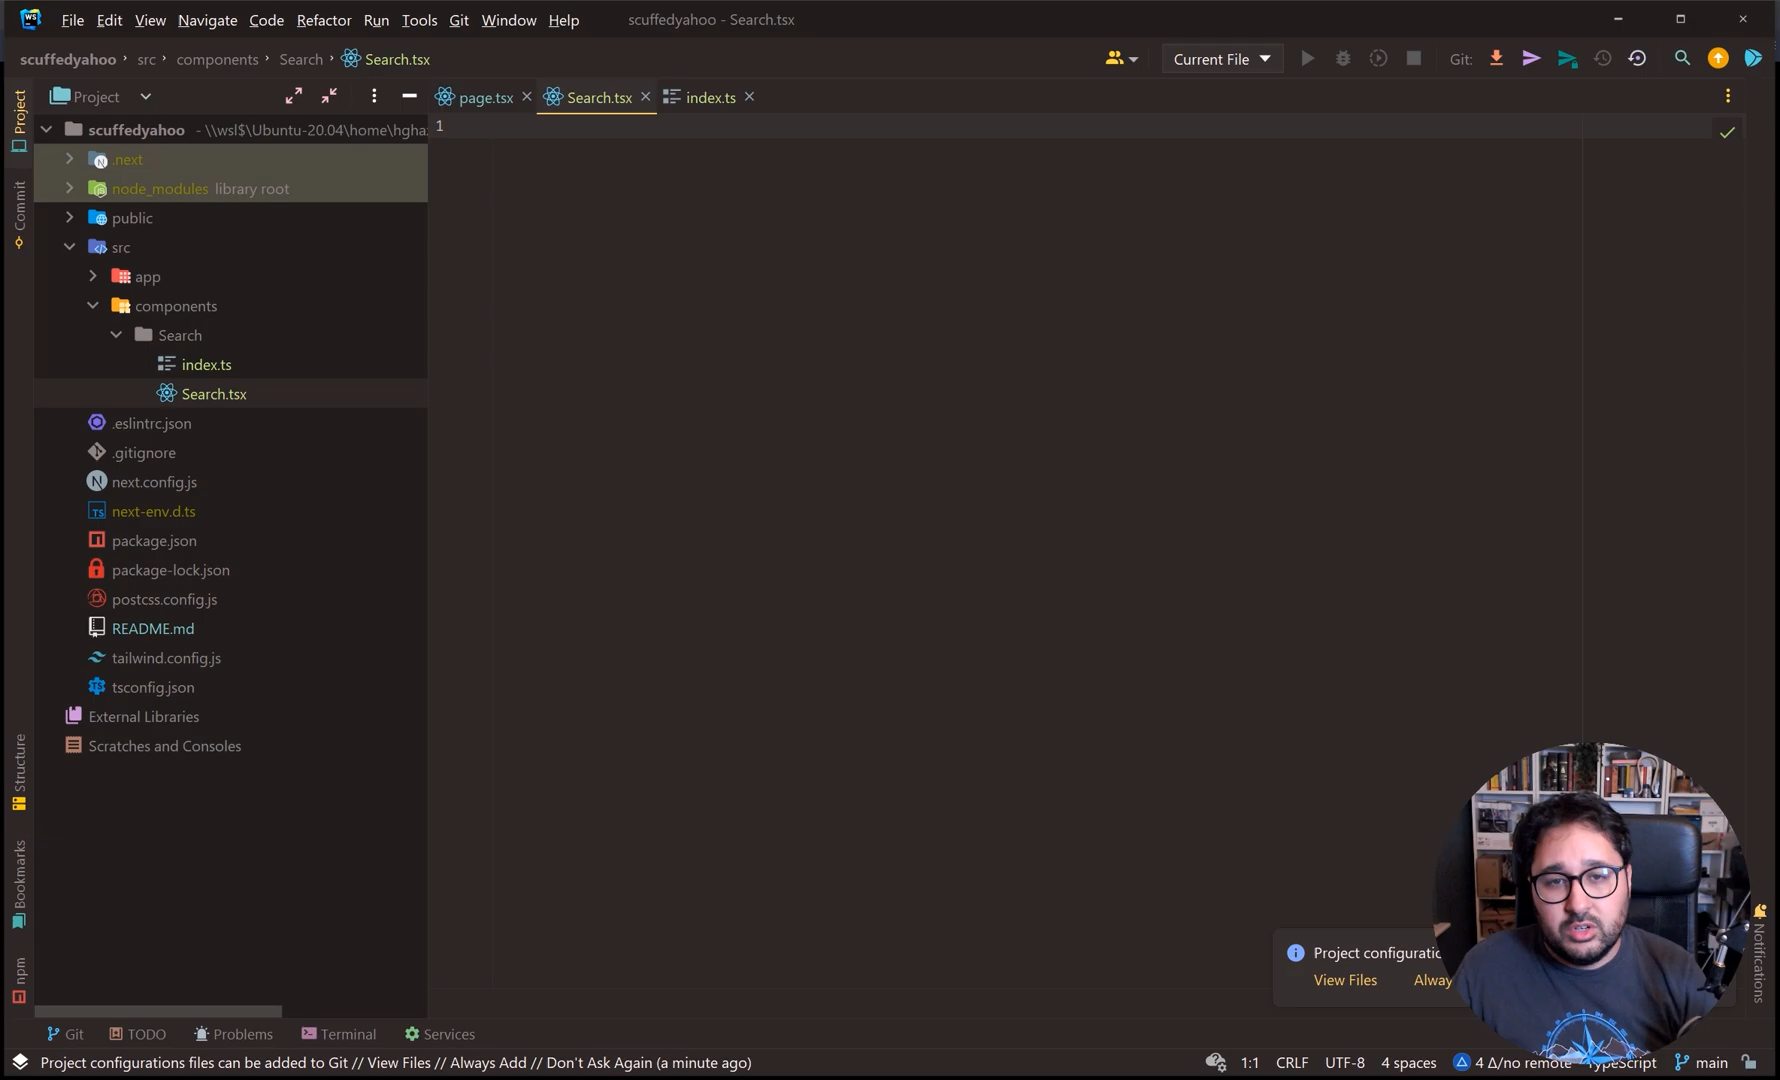 WS File Edit View Navigate Code Refactor Run Tools Git Window Help scuffedyahoo - Search.tsx
scuffedyahoo src components Search Search.tsx Current File Git:
Project page.tsx Search.tsx index.ts
Project
Commit
Structure
Bookmarks
npm
scuffedyahoo - \\wsl$\Ubuntu-20.04\home\hgha
.next
node_modules library root
public
src
app
components
Search
index.ts
Search.tsx
.eslintrc.json
.gitignore
next.config.js
TS next-env.d.ts
package.json
package-lock.json
postcss.config.js
README.md
tailwind.config.js
tsconfig.json
External Libraries
Scratches and Consoles
1
Project configuratio
View Files Alway
Notifications
Git TODO Problems Terminal Services
Project configurations files can be added to Git // View Files // Always Add // Don't Ask Again (a minute ago) 1:1 CRLF UTF-8 4 spaces 4 Δ/no remote TypeScript main